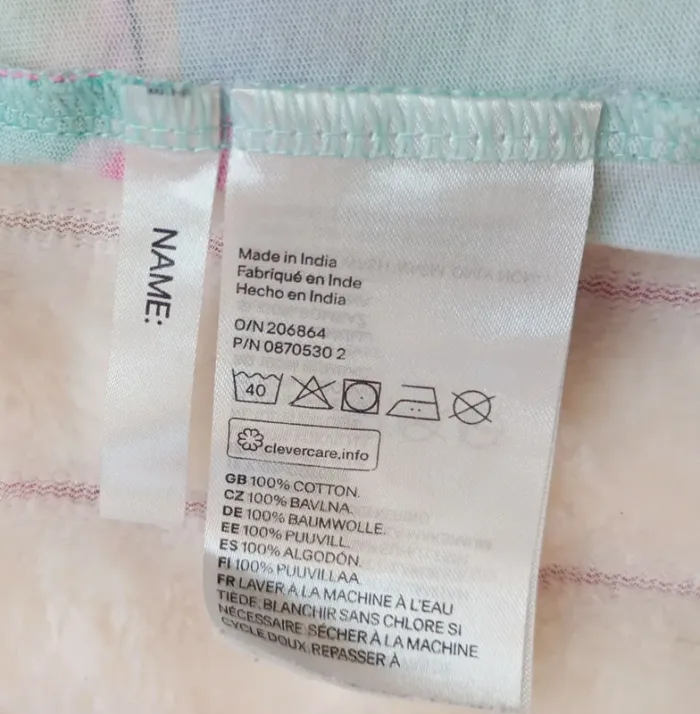 NAME:
Made in India
Fabriqué en Inde
Hecho en India
O/N 206864
P/N 0870530 2
40
clevercare.info
GB 100% COTTON.
CZ 100% BAVLNA.
DE 100% BAUMWOLLE.
EE 100% PUUVILL.
ES 100% ALGODÓN.
FI 100% PUUVILLAA.
FR LAVER À LA MACHINE À L'EAU
TIÈDE. BLANCHIR SANS CHLORE SI
NÉCESSAIRE. SÉCHER À LA MACHINE
CYCLE DOUX. REPASSER À